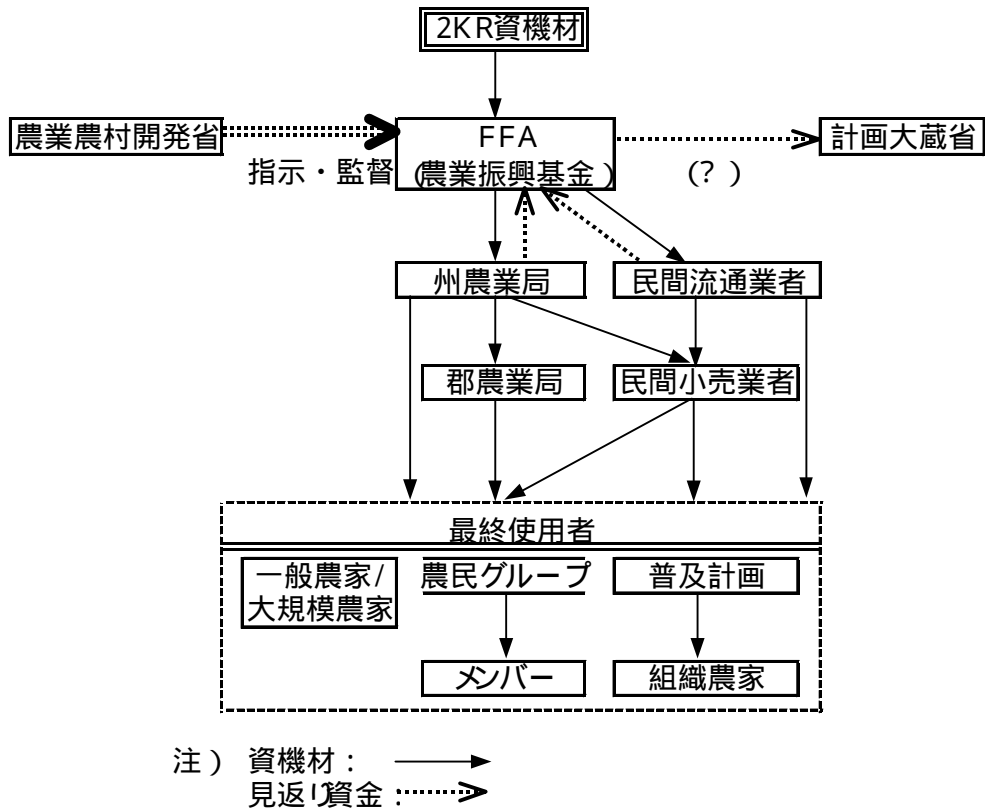 2KR資機材
農業農村開発省
FFA
計画大蔵省
指示・監督
(農業振興基金)
(?)
州農業局
民間流通業者
郡農業局
民間小売業者
最終使用者
一般農家/
大規模農家
農民グループ
普及計画
メンバー
組織農家
注) 資機材:
見返り資金: